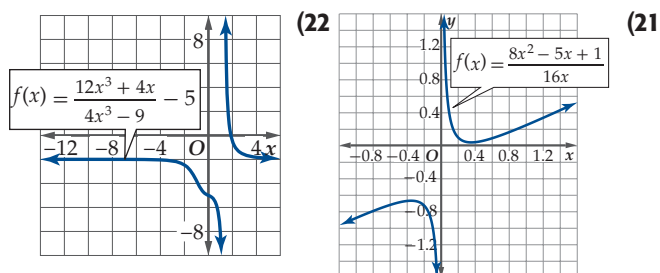 (22
f(x) = (12x³ + 4x)/(4x³ − 9) − 5
8
−12 −8 −4 O 4 x
−8
(21
y
f(x) = (8x² − 5x + 1)/(16x)
1.2
0.8
0.4
−0.8 −0.4 O 0.4 0.8 1.2 x
−0.4
−0.8
−1.2